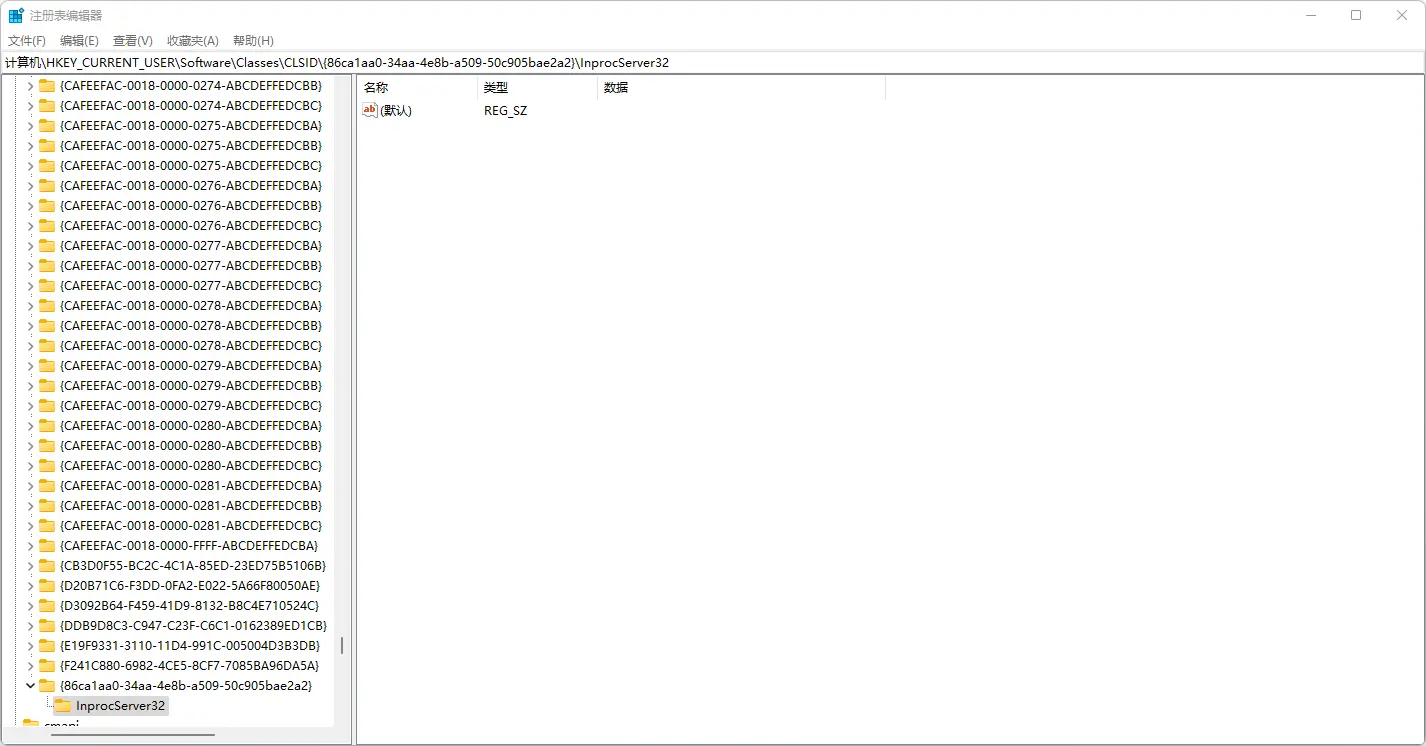 注册表编辑器
文件(F) 编辑(E) 查看(V) 收藏夹(A) 帮助(H)
计算机\HKEY_CURRENT_USER\Software\Classes\CLSID\{86ca1aa0-34aa-4e8b-a509-50c905bae2a2}\InprocServer32
{CAFEEFAC-0018-0000-0274-ABCDEFFEDCBB}
{CAFEEFAC-0018-0000-0274-ABCDEFFEDCBC}
{CAFEEFAC-0018-0000-0275-ABCDEFFEDCBA}
{CAFEEFAC-0018-0000-0275-ABCDEFFEDCBB}
{CAFEEFAC-0018-0000-0275-ABCDEFFEDCBC}
{CAFEEFAC-0018-0000-0276-ABCDEFFEDCBA}
{CAFEEFAC-0018-0000-0276-ABCDEFFEDCBB}
{CAFEEFAC-0018-0000-0276-ABCDEFFEDCBC}
{CAFEEFAC-0018-0000-0277-ABCDEFFEDCBA}
{CAFEEFAC-0018-0000-0277-ABCDEFFEDCBB}
{CAFEEFAC-0018-0000-0277-ABCDEFFEDCBC}
{CAFEEFAC-0018-0000-0278-ABCDEFFEDCBA}
{CAFEEFAC-0018-0000-0278-ABCDEFFEDCBB}
{CAFEEFAC-0018-0000-0278-ABCDEFFEDCBC}
{CAFEEFAC-0018-0000-0279-ABCDEFFEDCBA}
{CAFEEFAC-0018-0000-0279-ABCDEFFEDCBB}
{CAFEEFAC-0018-0000-0279-ABCDEFFEDCBC}
{CAFEEFAC-0018-0000-0280-ABCDEFFEDCBA}
{CAFEEFAC-0018-0000-0280-ABCDEFFEDCBB}
{CAFEEFAC-0018-0000-0280-ABCDEFFEDCBC}
{CAFEEFAC-0018-0000-0281-ABCDEFFEDCBA}
{CAFEEFAC-0018-0000-0281-ABCDEFFEDCBB}
{CAFEEFAC-0018-0000-0281-ABCDEFFEDCBC}
{CAFEEFAC-0018-0000-FFFF-ABCDEFFEDCBA}
{CB3D0F55-BC2C-4C1A-85ED-23ED75B5106B}
{D20B71C6-F3DD-0FA2-E022-5A66F80050AE}
{D3092B64-F459-41D9-8132-B8C4E710524C}
{DDB9D8C3-C947-C23F-C6C1-0162389ED1CB}
{E19F9331-3110-11D4-991C-005004D3B3DB}
{F241C880-6982-4CE5-8CF7-7085BA96DA5A}
{86ca1aa0-34aa-4e8b-a509-50c905bae2a2}
InprocServer32
名称 类型 数据
ab (默认) REG_SZ